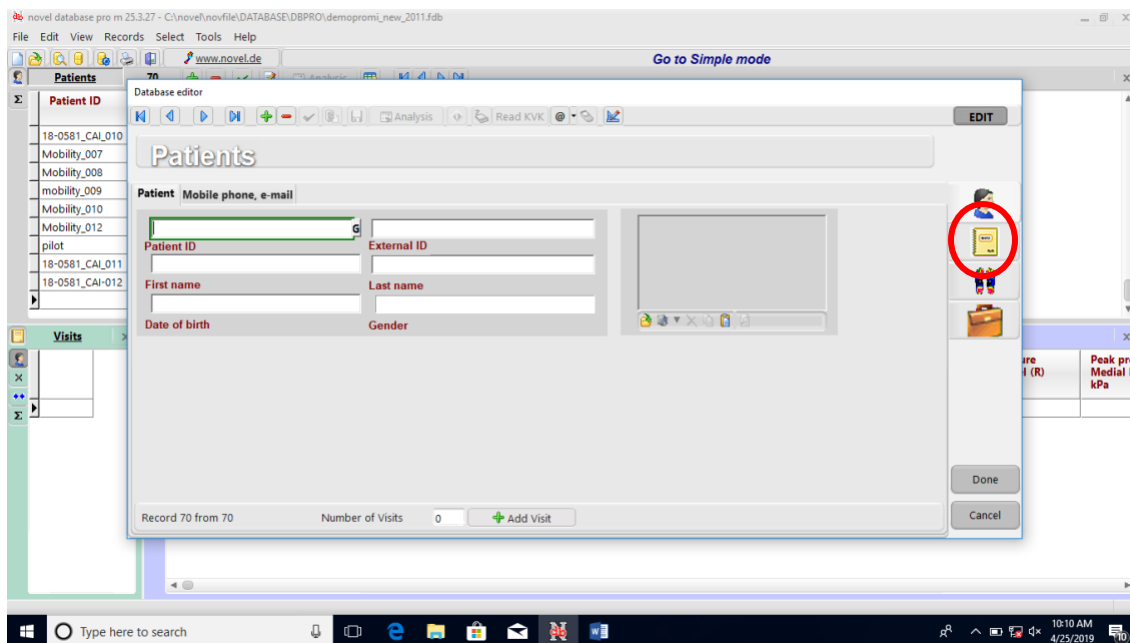 novel database pro m 25.3.27 - C:\novel\novfile\DATABASE\DBPRO\demopromi_new_2011.fdb
File Edit View Records Select Tools Help
www.novel.de
Go to Simple mode
Patients 70 Analysis
Database editor
Σ Patient ID
Analysis Read KVK @ EDIT
18-0581_CAI_010
Mobility_007
Patients
Mobility_008
mobility_009
Patient Mobile phone, e-mail
Mobility_010
Mobility_012
G
pilot
Patient ID External ID
18-0581_CAI_011
18-0581_CAI-012
First name Last name
Date of birth Gender
Visits
(R) Peak
Medial
kPa
Σ
Done
Record 70 from 70 Number of Visits 0 Add Visit Cancel
Type here to search
10:10 AM
4/25/2019